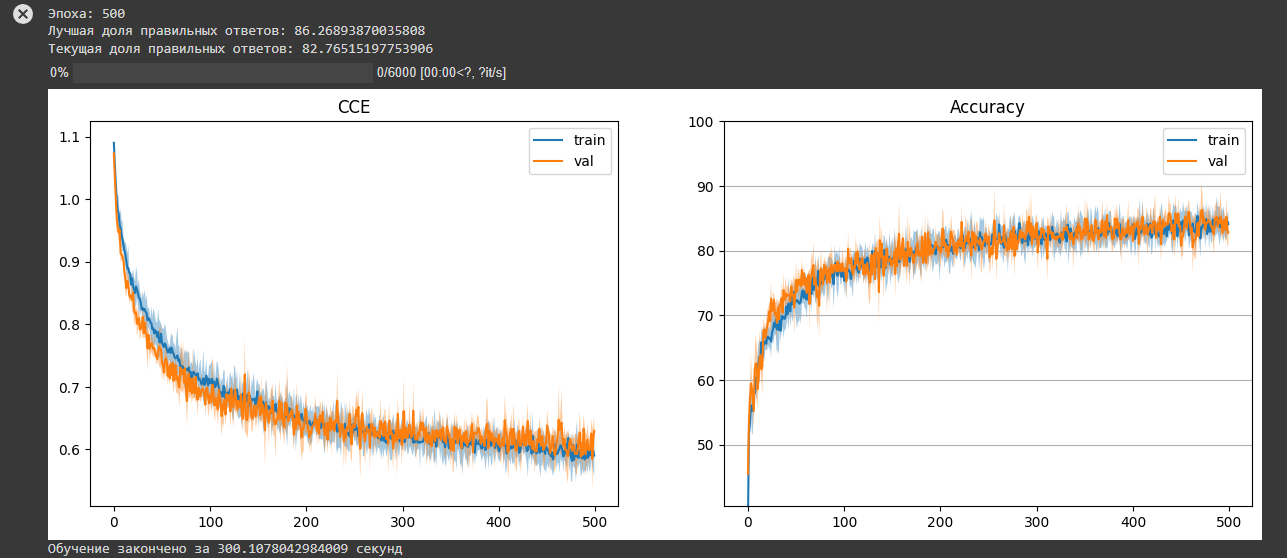 Эпоха: 500
Лучшая доля правильных ответов: 86.26893870035808
Текущая доля правильных ответов: 82.76515197753906
0% 0/6000 [00:00<?, ?it/s]
CCE
train
val
1.1
1.0
0.9
0.8
0.7
0.6
0 100 200 300 400 500
Accuracy
train
val
100
90
80
70
60
50
0 100 200 300 400 500
Обучение закончено за 300.1078042984009 секунд